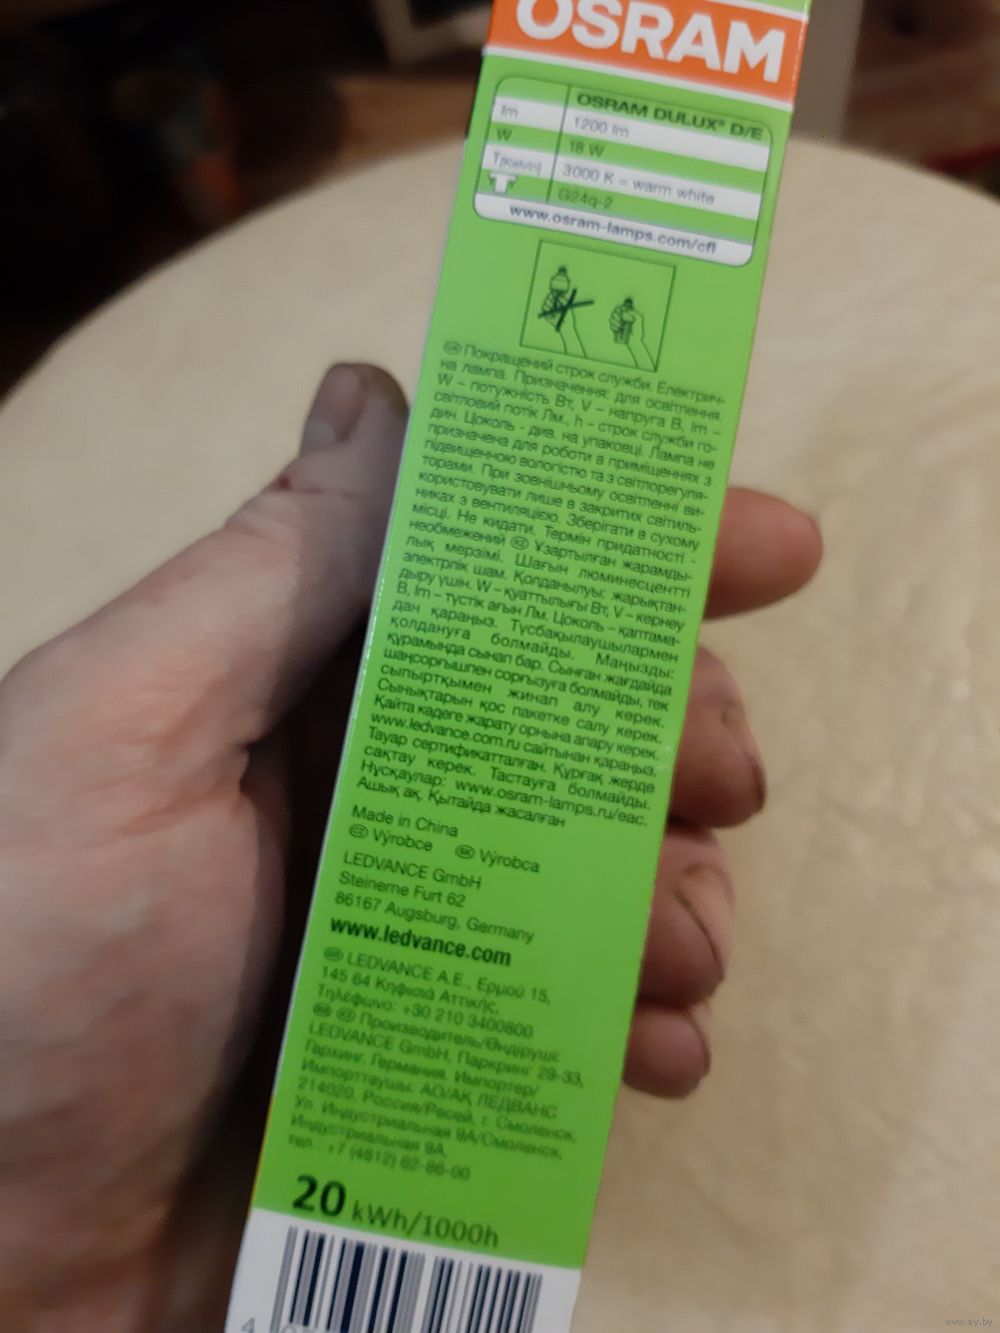 OSRAM
OSRAM DULUX® D/E
lm 1200 lm
W 18 W
T(Kelvin) 3000 K = warm white
G24q-2
www.osram-lamps.com/cfl
Покращений строк служби. Електрич-
на лампа. Призначення: для освітлення.
W – потужність Вт, V – напруга В, lm –
світловий потік Лм., h – строк служби го-
дин. Цоколь - див. на упаковці. Лампа не
призначена для роботи в приміщеннях з
підвищенною вологістю та з світлорегуля-
торами. При зовнішньому освітленні ви-
користовувати лише в закритих світиль-
никах з вентиляцією. Зберігати в сухому
місці. Не кидати. Термін придатності -
необмежений KZ Ұзартылған жарамды-
лық мерзімі. Шағын люминесцентті
электрлік шам. Қолданылуы: жарықтан-
дыру үшін. W – қуаттылығы Вт, V – кернеу
В, lm – түстік ағын Лм. Цоколь – қаптама-
дан қараңыз. Түсбақылаушылармен
қолдануға болмайды. Маңызды:
құрамында сынап бар. Сынған жағдайда
шаңсорғышпен сорғызуға болмайды, тек
сыпыртқымен жинап алу керек.
Сынықтарын қос пакетке салу керек.
Қайта кәдеге жарату орнына апару керек.
www.ledvance.com.ru сайтынан қараңыз.
Тауар сертификатталған. Құрғақ жерде
сақтау керек. Тастауға болмайды.
Нұсқаулар: www.osram-lamps.ru/eac.
Ашық ақ. Қытайда жасалған
Made in China
CZ Výrobce SK Výrobca
LEDVANCE GmbH
Steinerne Furt 62
86167 Augsburg, Germany
www.ledvance.com
LEDVANCE A.E., Ερμού 15,
145 64 Κηφισιά Αττικής,
Τηλέφωνο: +30 210 3400800
Производитель/Өндіруші:
LEDVANCE GmbH, Паркринг 29-33,
Гархинг, Германия. Импортер/
Импорттаушы: АО/АҚ ЛЕДВАНС
214020, Россия/Ресей, г. Смоленск,
Ул. Индустриальная 9А/Смоленск,
Индустриальная 9А,
тел.: +7 (4812) 62-86-00
20 kWh/1000h
4
www.ay.by